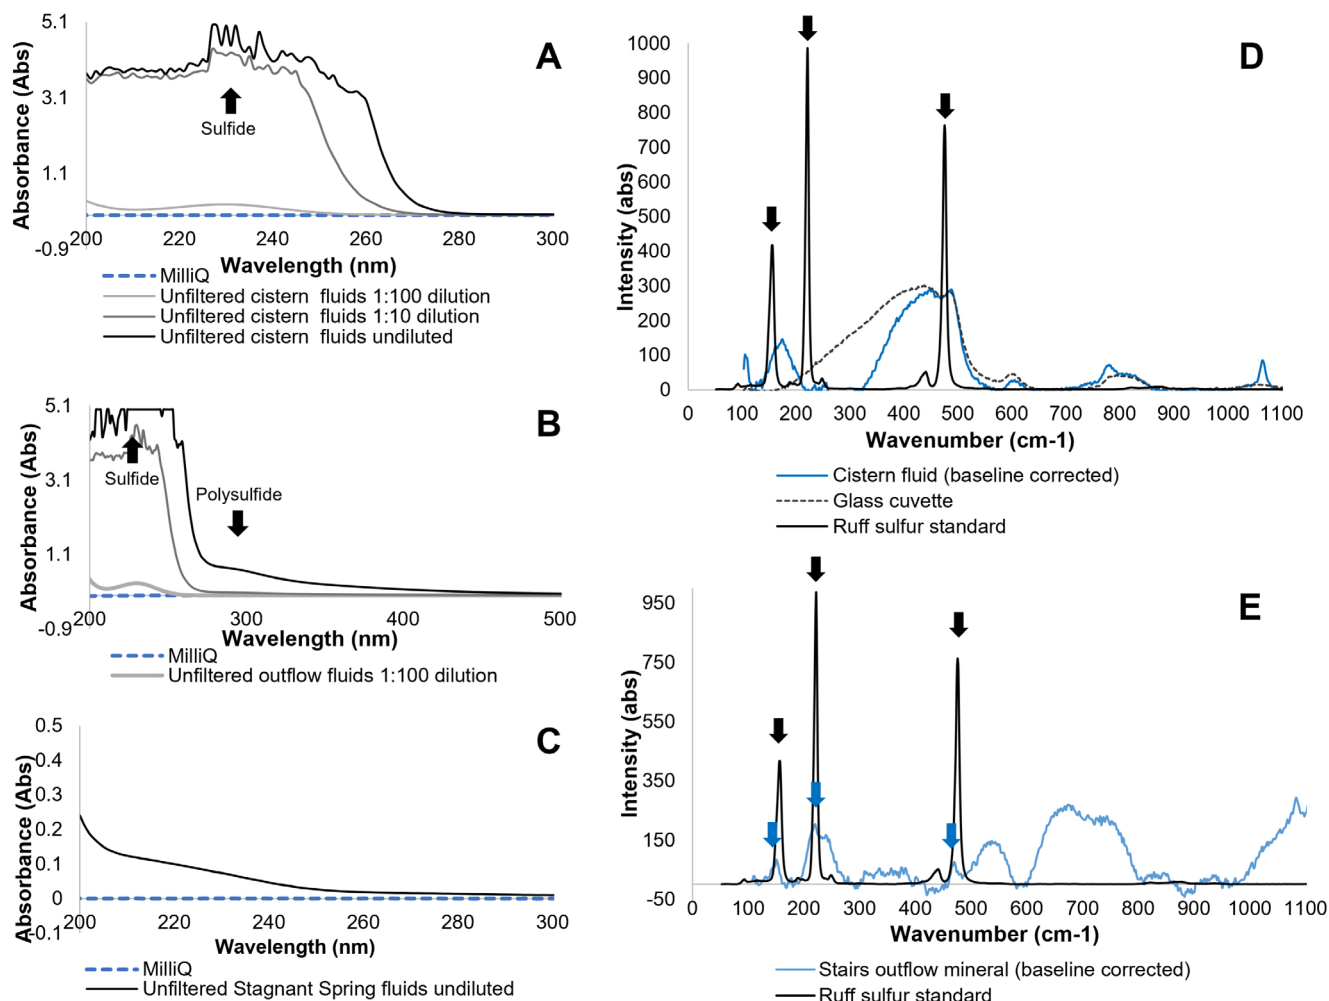 A
Absorbance (Abs)
5.1
3.1
1.1
-0.9
Sulfide
200
220
240
260
280
300
Wavelength (nm)
MilliQ
Unfiltered cistern fluids 1:100 dilution
Unfiltered cistern fluids 1:10 dilution
Unfiltered cistern fluids undiluted
B
Absorbance (Abs)
5.1
3.1
1.1
-0.9
Sulfide
Polysulfide
200
300
400
500
Wavelength (nm)
MilliQ
Unfiltered outflow fluids 1:100 dilution
C
Absorbance (Abs)
0.5
0.4
0.3
0.2
0.1
0
-0.1
200
220
240
260
280
300
Wavelength (nm)
MilliQ
Unfiltered Stagnant Spring fluids undiluted
D
Intensity (abs)
1000
900
800
700
600
500
400
300
200
100
0
0
100
200
300
400
500
600
700
800
900
1000
1100
Wavenumber (cm-1)
Cistern fluid (baseline corrected)
Glass cuvette
Ruff sulfur standard
E
Intensity (abs)
950
750
550
350
150
-50
0
100
200
300
400
500
600
700
800
900
1000
1100
Wavenumber (cm-1)
Stairs outflow mineral (baseline corrected)
Ruff sulfur standard